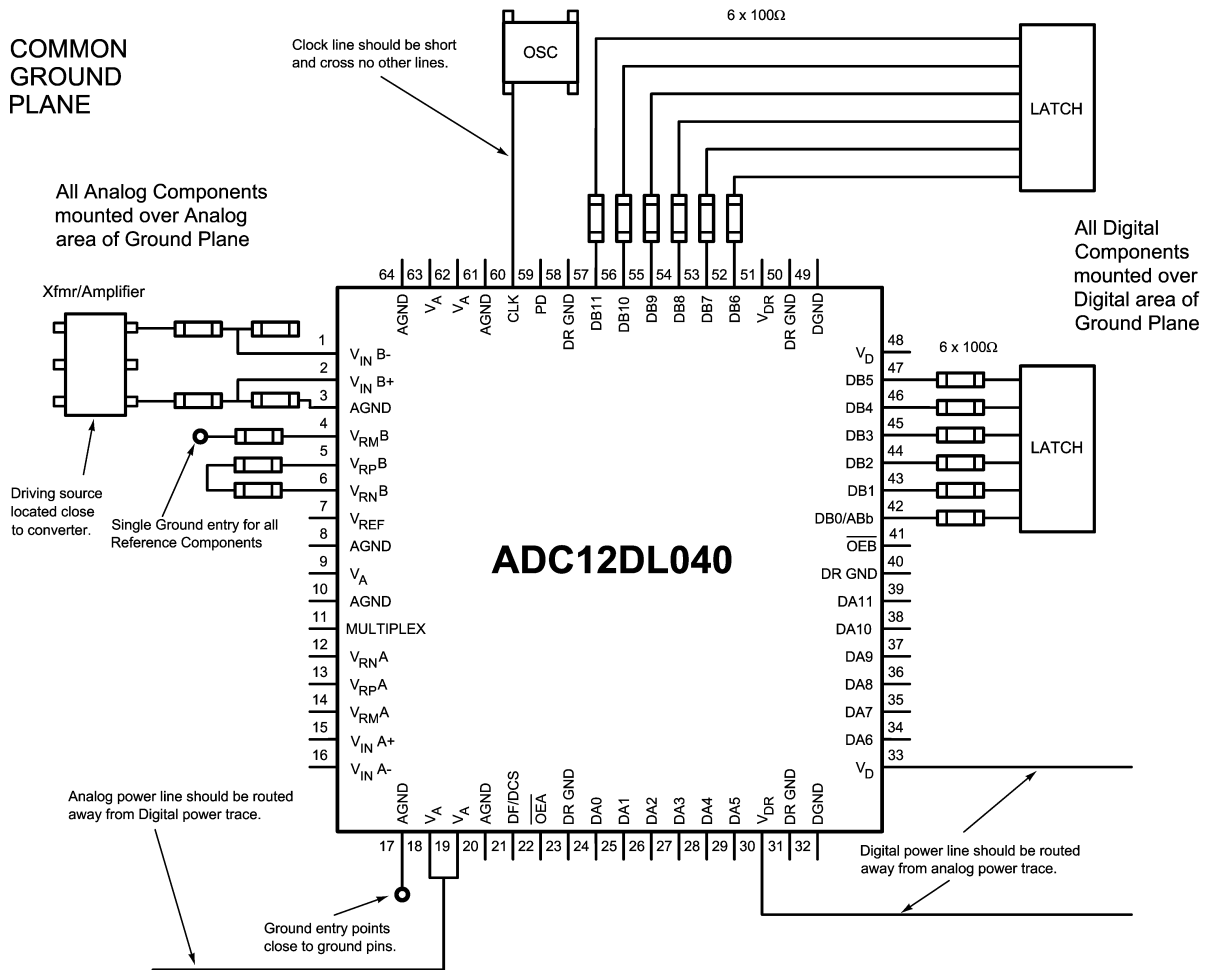 COMMON
GROUND
PLANE
Clock line should be short
and cross no other lines.
OSC
6 x 100Ω
LATCH
All Analog Components
mounted over Analog
area of Ground Plane
All Digital
Components
mounted over
Digital area of
Ground Plane
64 63 62 61 60 59 58 57 56 55 54 53 52 51 50 49
AGND
VA
VA
AGND
CLK
PD
DR GND
DB11
DB10
DB9
DB8
DB7
DB6
VDR
DR GND
DGND
Xfmr/Amplifier
1 VIN B-
2 VIN B+
3 AGND
4 VRMB
5 VRPB
6 VRNB
7 VREF
8 AGND
9 VA
10 AGND
11 MULTIPLEX
12 VRNA
13 VRPA
14 VRMA
15 VIN A+
16 VIN A-
Driving source
located close
to converter.
Single Ground entry for all
Reference Components
ADC12DL040
6 x 100Ω
VD 48
DB5 47
DB4 46
DB3 45
DB2 44
DB1 43
DB0/ABb 42
OEB 41
DR GND 40
DA11 39
DA10 38
DA9 37
DA8 36
DA7 35
DA6 34
VD 33
LATCH
AGND
VA
VA
AGND
DF/DCS
OEA
DR GND
DA0
DA1
DA2
DA3
DA4
DA5
VDR
DR GND
DGND
17 18 19 20 21 22 23 24 25 26 27 28 29 30 31 32
Analog power line should be routed
away from Digital power trace.
Ground entry points
close to ground pins.
Digital power line should be routed
away from analog power trace.